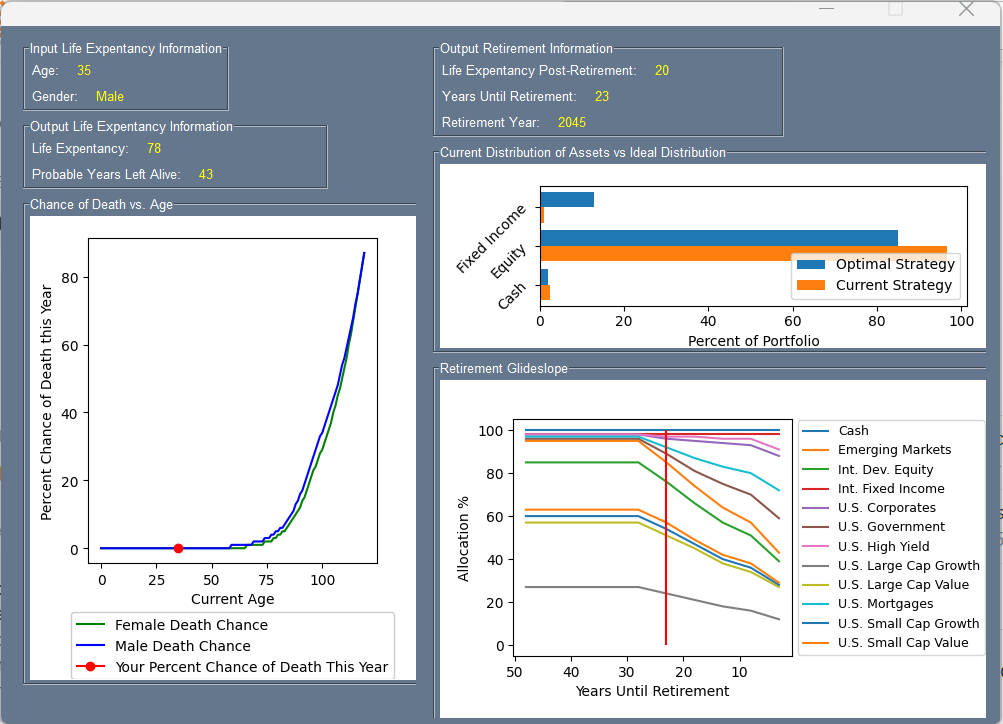 Input Life Expentancy Information
Age: 35
Gender: Male
Output Life Expentancy Information
Life Expentancy: 78
Probable Years Left Alive: 43
Chance of Death vs. Age
Percent Chance of Death this Year
80
60
40
20
0
0 25 50 75 100
Current Age
Female Death Chance
Male Death Chance
Your Percent Chance of Death This Year
Output Retirement Information
Life Expentancy Post-Retirement: 20
Years Until Retirement: 23
Retirement Year: 2045
Current Distribution of Assets vs Ideal Distribution
Fixed Income
Equity
Cash
Optimal Strategy
Current Strategy
0 20 40 60 80 100
Percent of Portfolio
Retirement Glideslope
Allocation %
100
80
60
40
20
0
50 40 30 20 10
Years Until Retirement
Cash
Emerging Markets
Int. Dev. Equity
Int. Fixed Income
U.S. Corporates
U.S. Government
U.S. High Yield
U.S. Large Cap Growth
U.S. Large Cap Value
U.S. Mortgages
U.S. Small Cap Growth
U.S. Small Cap Value